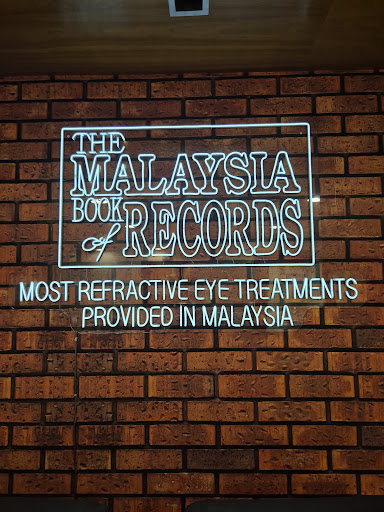 THE
MALAYSIA
BOOK
of RECORDS
MOST REFRACTIVE EYE TREATMENTS
PROVIDED IN MALAYSIA